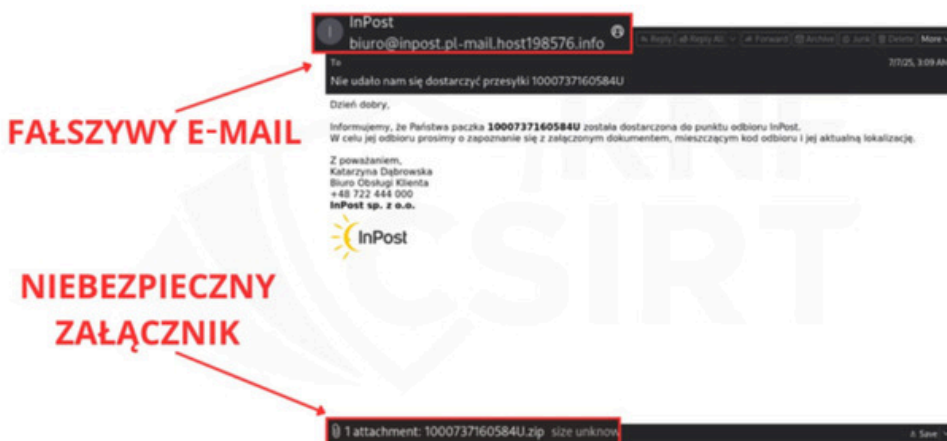 InPost
biuro@inpost.pl-mail.host198576.info
Reply Reply All Forward Archive Junk Delete More
To
7/7/25, 3:09 AM
Nie udało nam się dostarczyć przesyłki 1000737160584U
Dzień dobry,
FAŁSZYWY E-MAIL
Informujemy, że Państwa paczka 1000737160584U została dostarczona do punktu odbioru InPost.
W celu jej odbioru prosimy o zapoznanie się z załączonym dokumentem, mieszczącym kod odbioru i jej aktualną lokalizację.
Z poważaniem,
Katarzyna Dąbrowska
Biuro Obsługi Klienta
+48 722 444 000
InPost sp. z o.o.
InPost
KNF
CSIRT
NIEBEZPIECZNY
ZAŁĄCZNIK
1 attachment: 1000737160584U.zip size unknow
Save